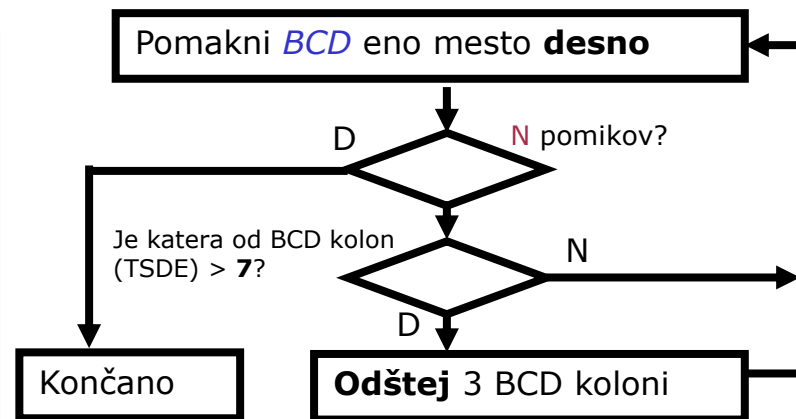 Pomakni BCD eno mesto desno
D
N pomikov?
Je katera od BCD kolon
(TSDE) > 7?
N
D
Končano
Odštej 3 BCD koloni